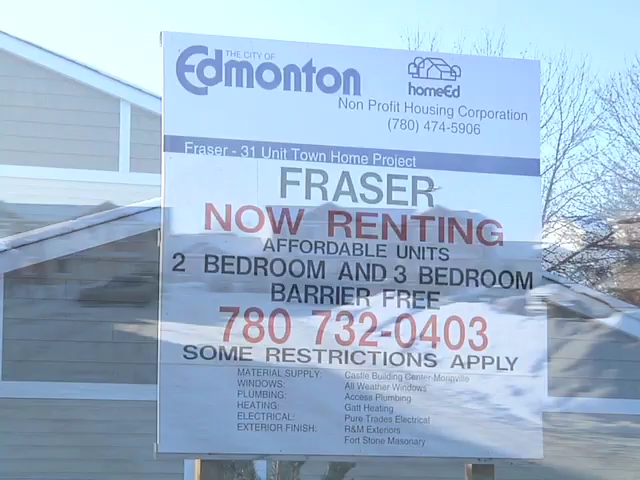 THE CITY OF
Edmonton
homeEd
Non Profit Housing Corporation
(780) 474-5906
Fraser - 31 Unit Town Home Project
FRASER
NOW RENTING
AFFORDABLE UNITS
2 BEDROOM AND 3 BEDROOM
BARRIER FREE
780 732-0403
SOME RESTRICTIONS APPLY
MATERIAL SUPPLY: Castle Building Center-Morinville
WINDOWS: All Weather Windows
PLUMBING: Access Plumbing
HEATING: Gatt Heating
ELECTRICAL: Pure Trades Electrical
EXTERIOR FINISH: R&M Exteriors
Fort Stone Masonary